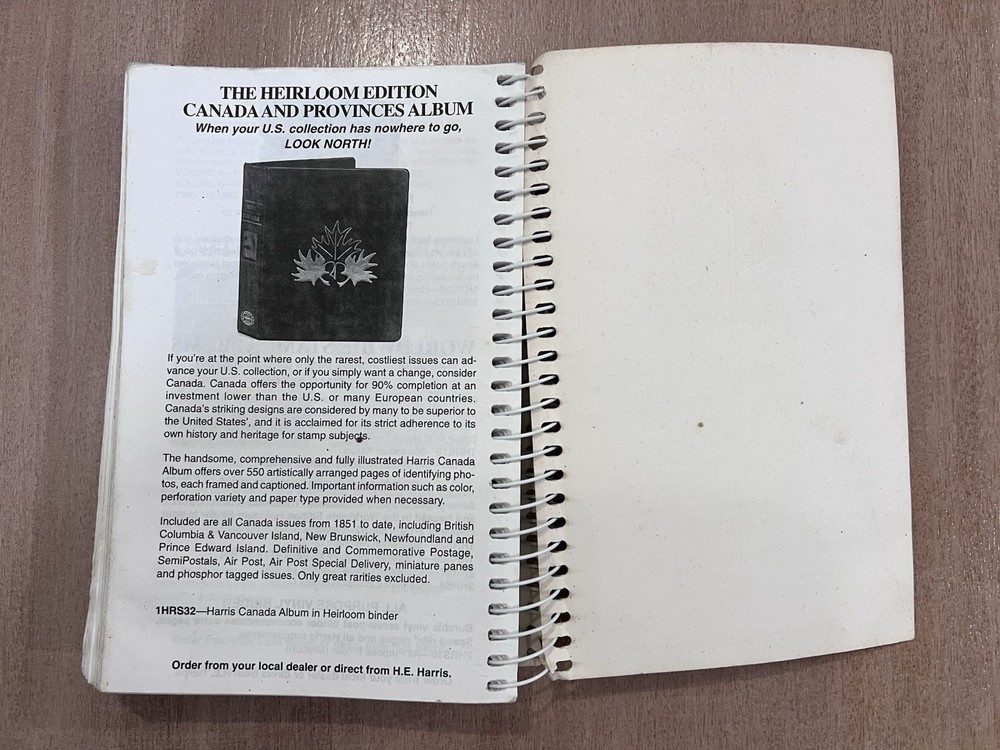 THE HEIRLOOM EDITION
CANADA AND PROVINCES ALBUM
When your U.S. collection has nowhere to go,
LOOK NORTH!
If you're at the point where only the rarest, costliest issues can ad-
vance your U.S. collection, or if you simply want a change, consider
Canada. Canada offers the opportunity for 90% completion at an
investment lower than the U.S. or many European countries.
Canada's striking designs are considered by many to be superior to
the United States', and it is acclaimed for its strict adherence to its
own history and heritage for stamp subjects.
The handsome, comprehensive and fully illustrated Harris Canada
Album offers over 550 artistically arranged pages of identifying pho-
tos, each framed and captioned. Important information such as color,
perforation variety and paper type provided when necessary.
Included are all Canada issues from 1851 to date, including British
Columbia & Vancouver Island, New Brunswick, Newfoundland and
Prince Edward Island. Definitive and Commemorative Postage,
SemiPostals, Air Post, Air Post Special Delivery, miniature panes
and phosphor tagged issues. Only great rarities excluded.
1HRS32—Harris Canada Album in Heirloom binder
Order from your local dealer or direct from H.E. Harris.